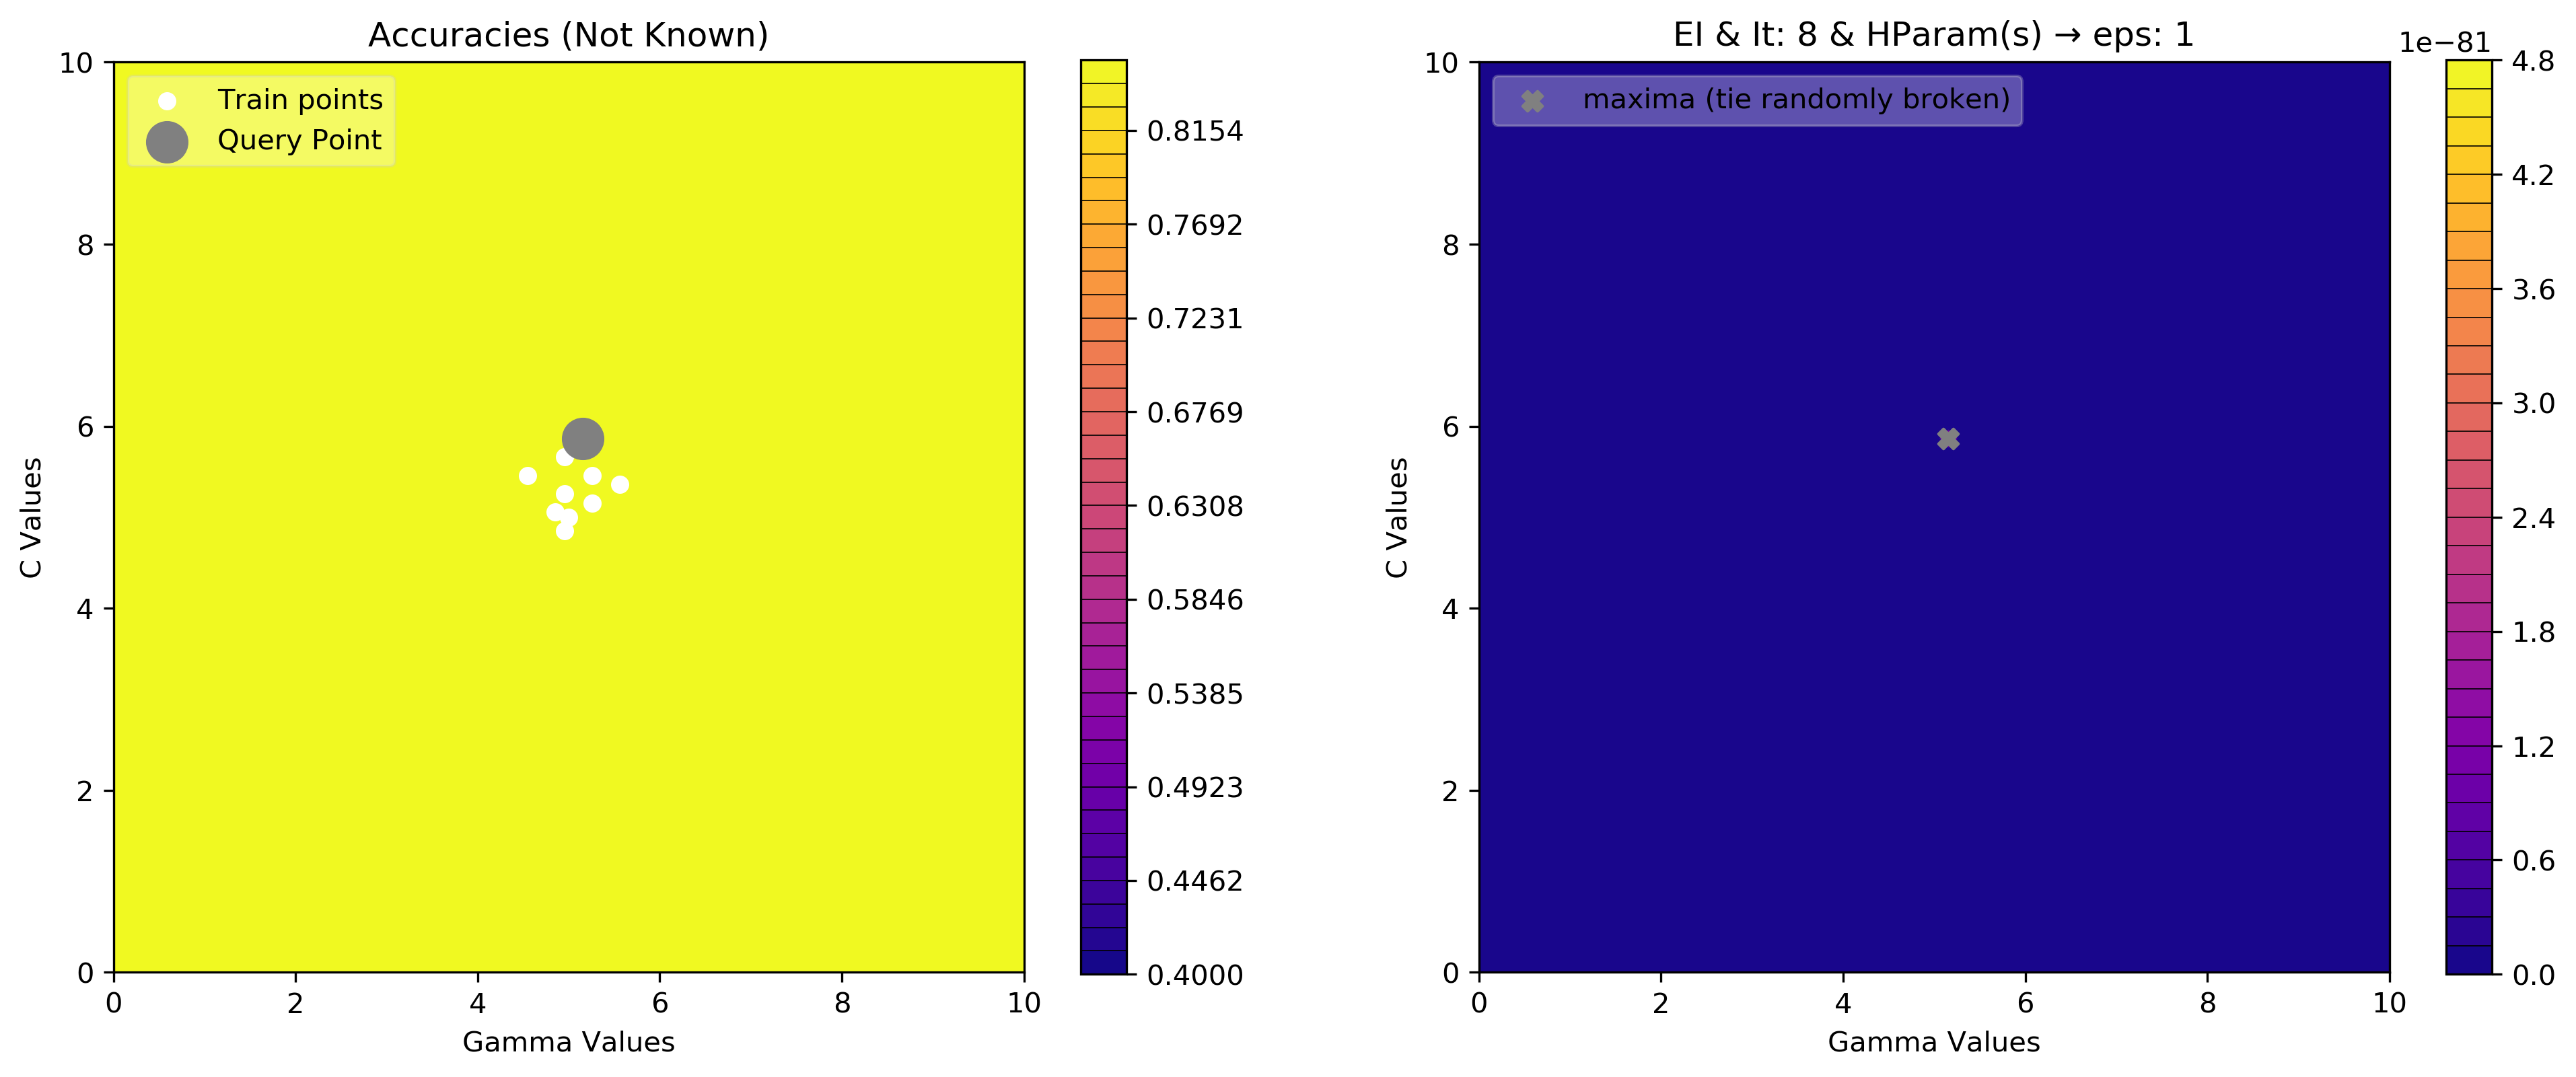 Accuracies (Not Known)
Train points
Query Point
10
8
6
4
2
0
C Values
0 2 4 6 8 10
Gamma Values
0.8154
0.7692
0.7231
0.6769
0.6308
0.5846
0.5385
0.4923
0.4462
0.4000
EI & It: 8 & HParam(s) → eps: 1
maxima (tie randomly broken)
10
8
6
4
2
0
C Values
0 2 4 6 8 10
Gamma Values
1e−81
4.8
4.2
3.6
3.0
2.4
1.8
1.2
0.6
0.0